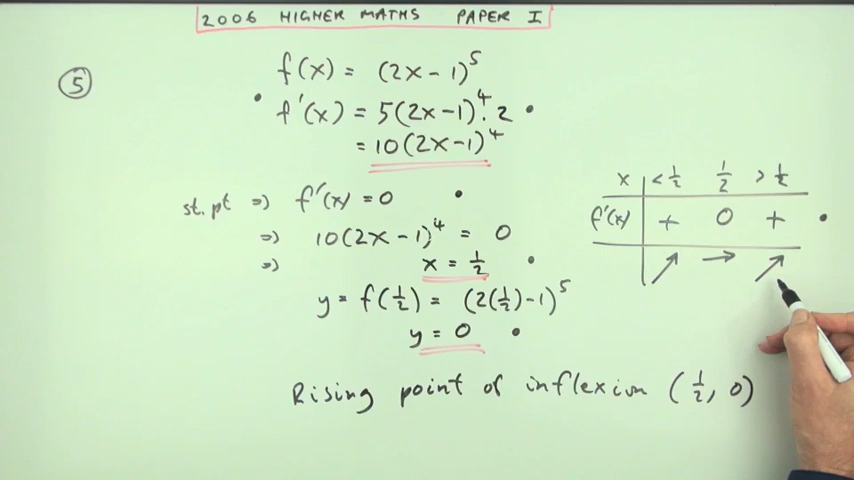 2006 HIGHER MATHS PAPER I
⑤
f(x) = (2x-1)⁵
• f'(x) = 5(2x-1)⁴. 2 •
= 10(2x-1)⁴
st. pt ⇒ f'(x) = 0 •
⇒ 10(2x-1)⁴ = 0
⇒ x = ½ •
y = f(½) = (2(½)-1)⁵
y = 0 •
Rising point of inflexion (½, 0)
x | <½ ½ >½
f'(x) | + 0 + •
↗ → ↗